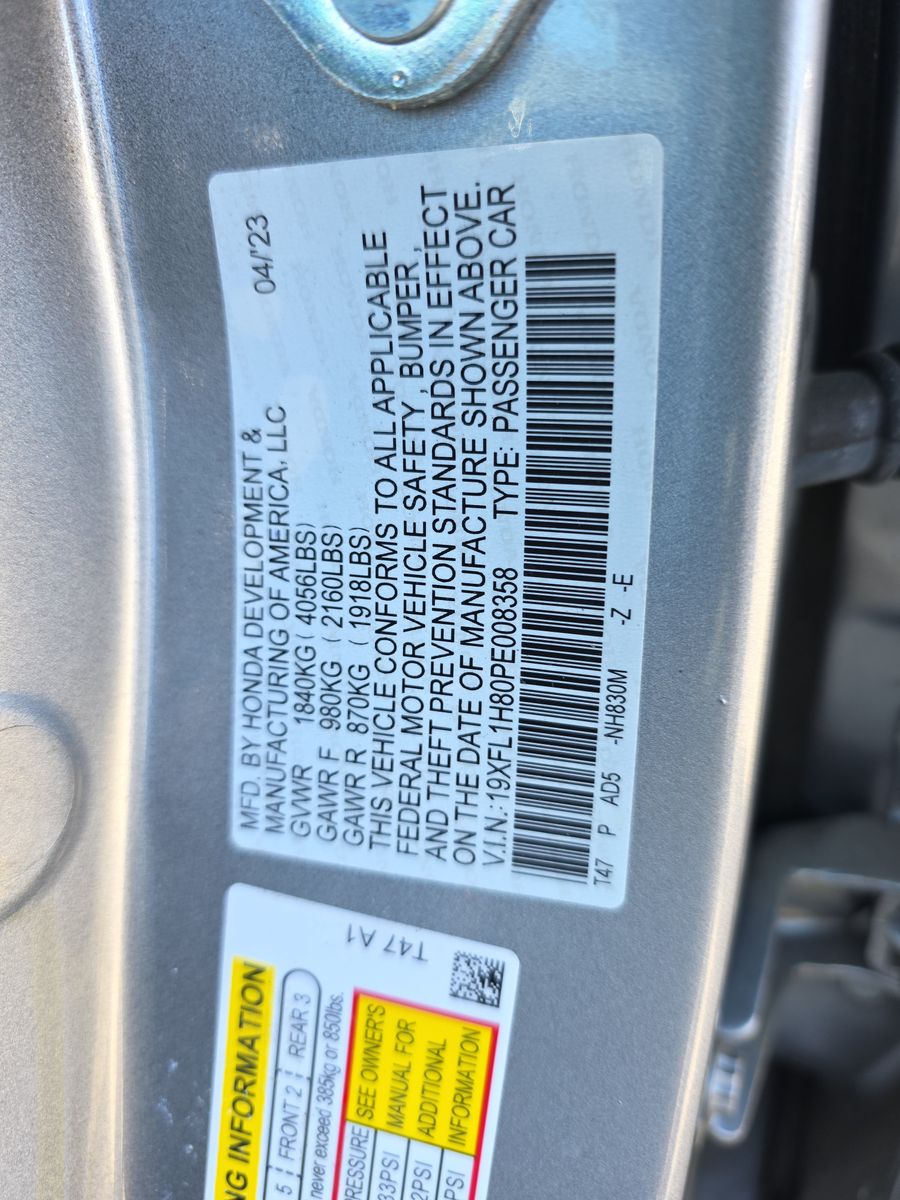 04/'23
MFD. BY HONDA DEVELOPMENT &
MANUFACTURING OF AMERICA, LLC
GVWR 1840KG ( 4056LBS)
GAWR F 980KG ( 2160LBS)
GAWR R 870KG ( 1918LBS)
THIS VEHICLE CONFORMS TO ALL APPLICABLE
FEDERAL MOTOR VEHICLE SAFETY , BUMPER ,
AND THEFT PREVENTION STANDARDS IN EFFECT
ON THE DATE OF MANUFACTURE SHOWN ABOVE.
V.I.N.: 19XFL1H80PE008358 TYPE: PASSENGER CAR
T47 P AD5 -NH830M -Z -E
T47 A1
INFORMATION
5 FRONT 2 REAR 3
never exceed 385kg or 850lbs.
SEE OWNER'S
MANUAL FOR
ADDITIONAL
INFORMATION